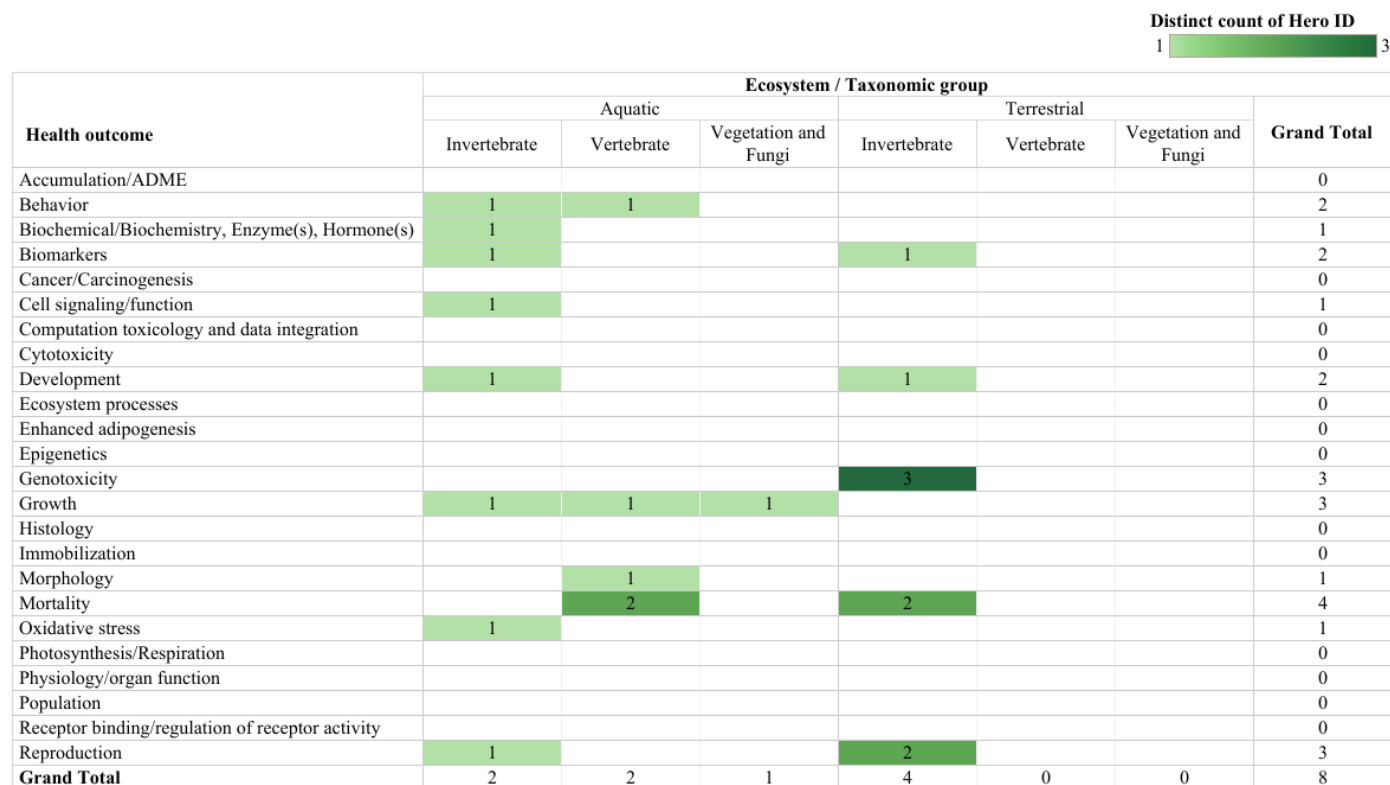 Distinct count of Hero ID
1 3
Ecosystem / Taxonomic group
Aquatic Terrestrial
Health outcome Invertebrate Vertebrate Vegetation and Fungi Invertebrate Vertebrate Vegetation and Fungi Grand Total
Accumulation/ADME 0
Behavior 1 1 2
Biochemical/Biochemistry, Enzyme(s), Hormone(s) 1 1
Biomarkers 1 1 2
Cancer/Carcinogenesis 0
Cell signaling/function 1 1
Computation toxicology and data integration 0
Cytotoxicity 0
Development 1 1 2
Ecosystem processes 0
Enhanced adipogenesis 0
Epigenetics 0
Genotoxicity 3 3
Growth 1 1 1 3
Histology 0
Immobilization 0
Morphology 1 1
Mortality 2 2 4
Oxidative stress 1 1
Photosynthesis/Respiration 0
Physiology/organ function 0
Population 0
Receptor binding/regulation of receptor activity 0
Reproduction 1 2 3
Grand Total 2 2 1 4 0 0 8